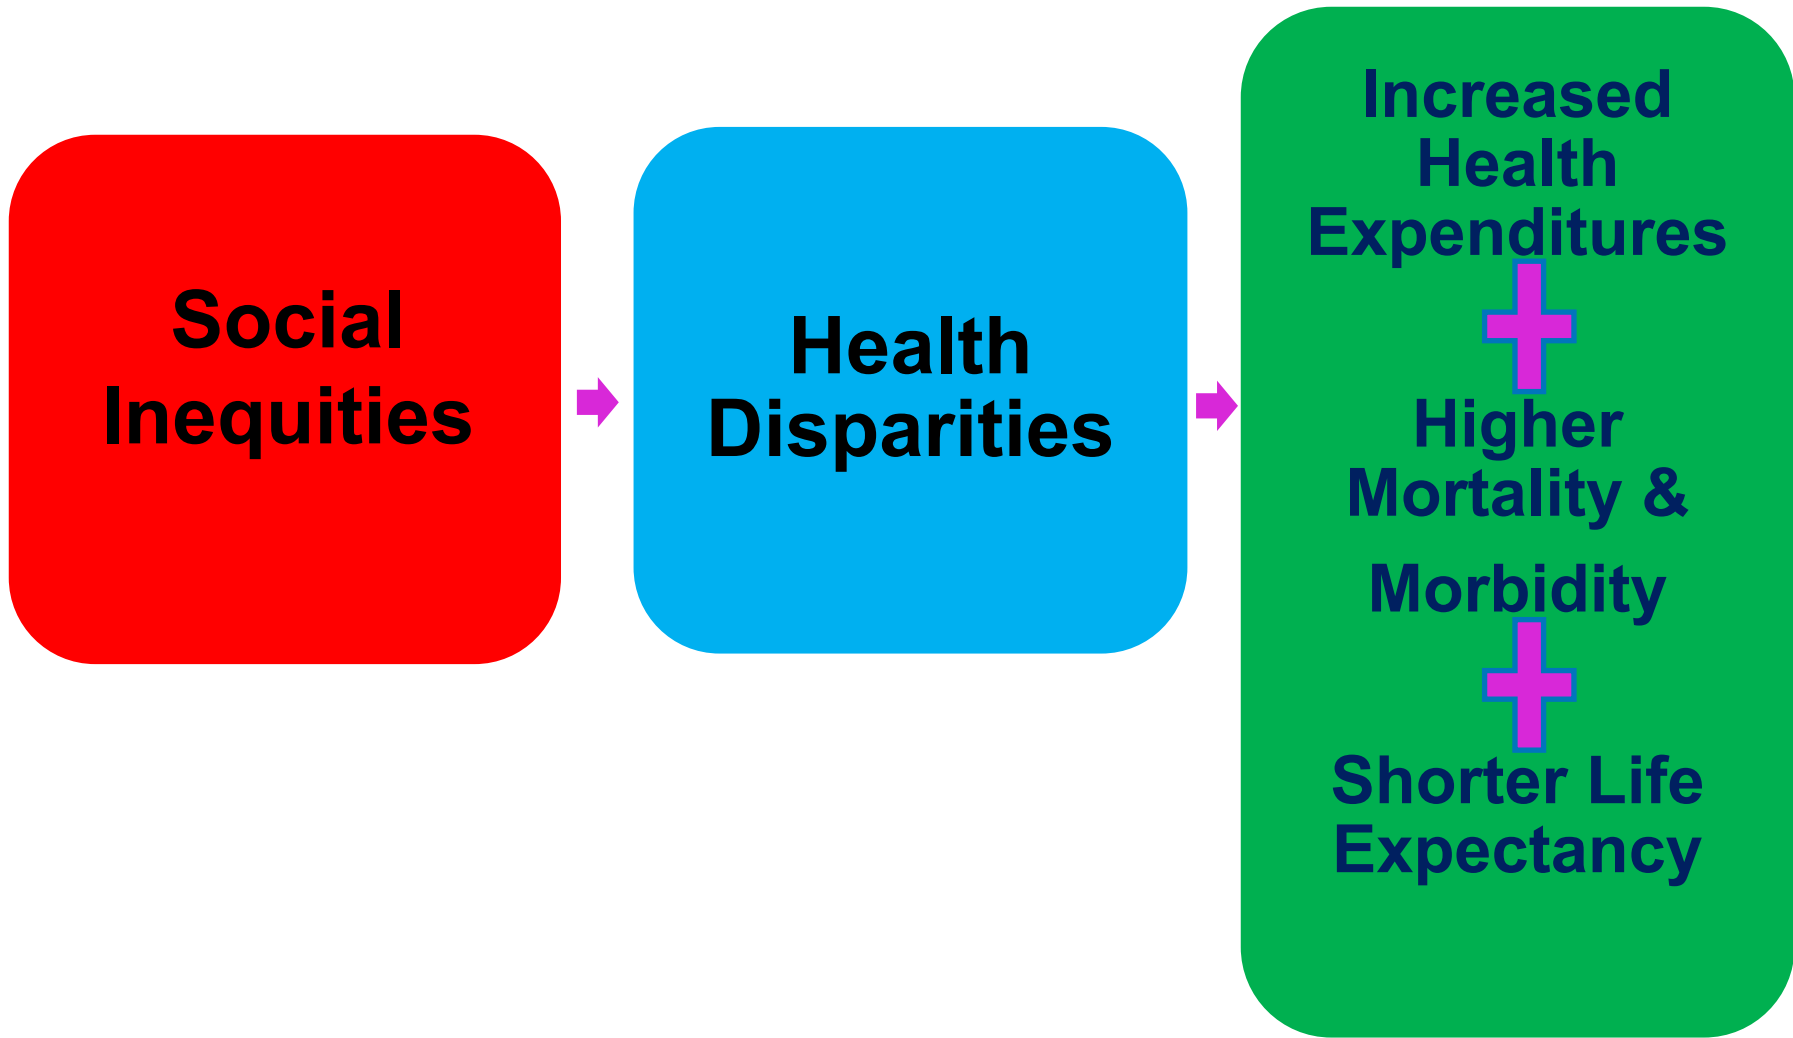 Social
Inequities
Health
Disparities
Increased
Health
Expenditures
Higher
Mortality &
Morbidity
Shorter Life
Expectancy